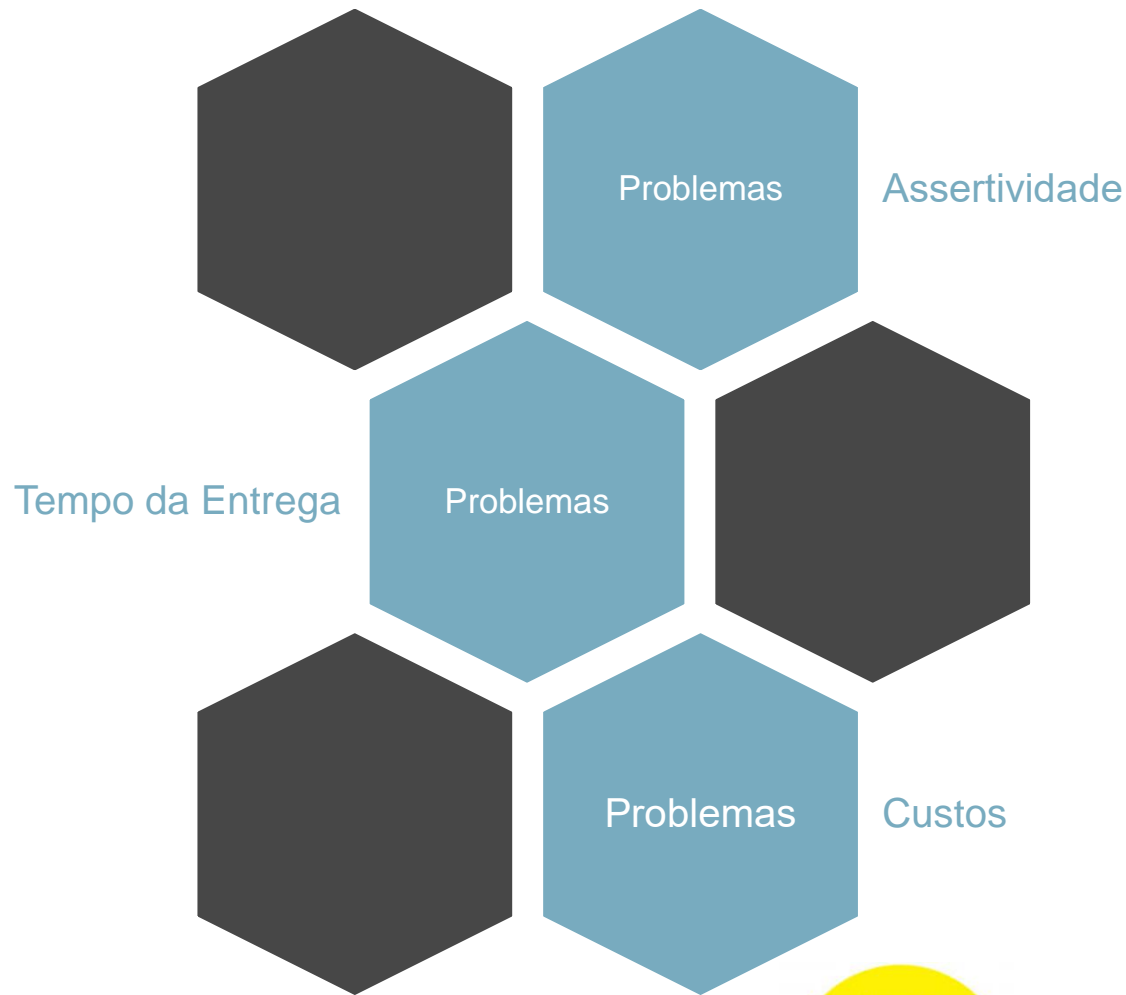 Problemas
Assertividade
Tempo da Entrega
Problemas
Problemas
Custos